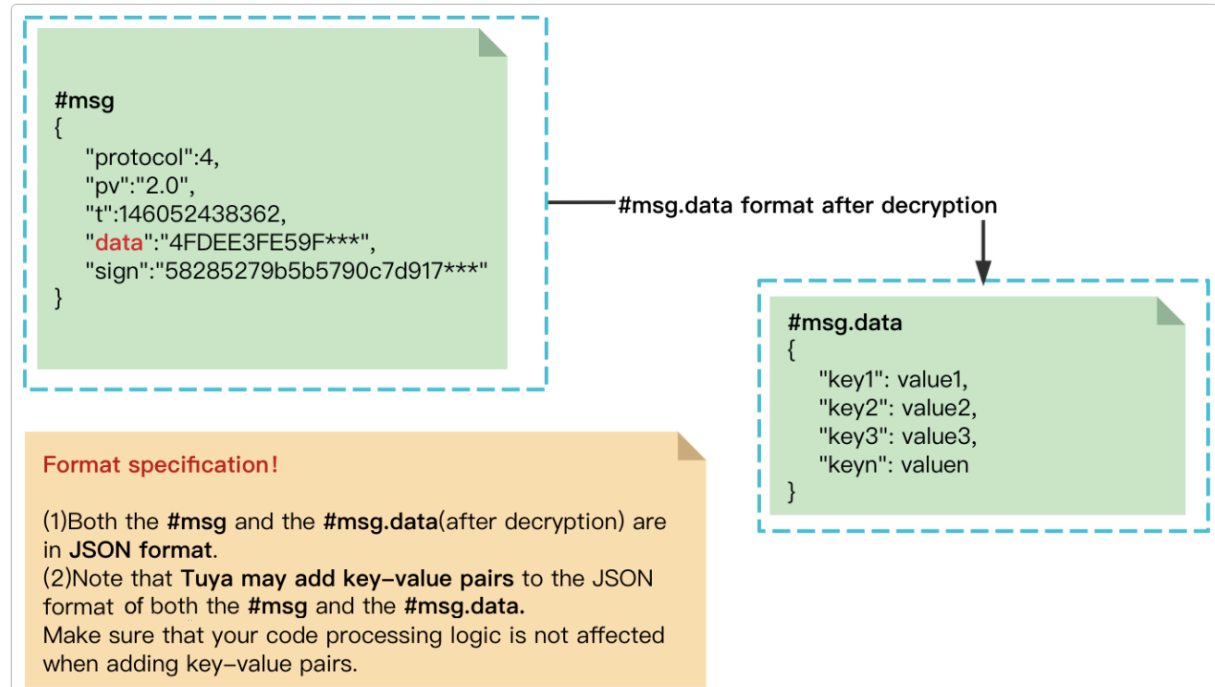 #msg
{
"protocol":4,
"pv":"2.0",
"t":146052438362,
"data":"4FDEE3FE59F***",
"sign":"58285279b5b5790c7d917***"
}
#msg.data format after decryption
#msg.data
{
"key1": value1,
"key2": value2,
"key3": value3,
"keyn": valuen
}
Format specification!
(1)Both the #msg and the #msg.data(after decryption) are
in JSON format.
(2)Note that Tuya may add key–value pairs to the JSON
format of both the #msg and the #msg.data.
Make sure that your code processing logic is not affected
when adding key–value pairs.